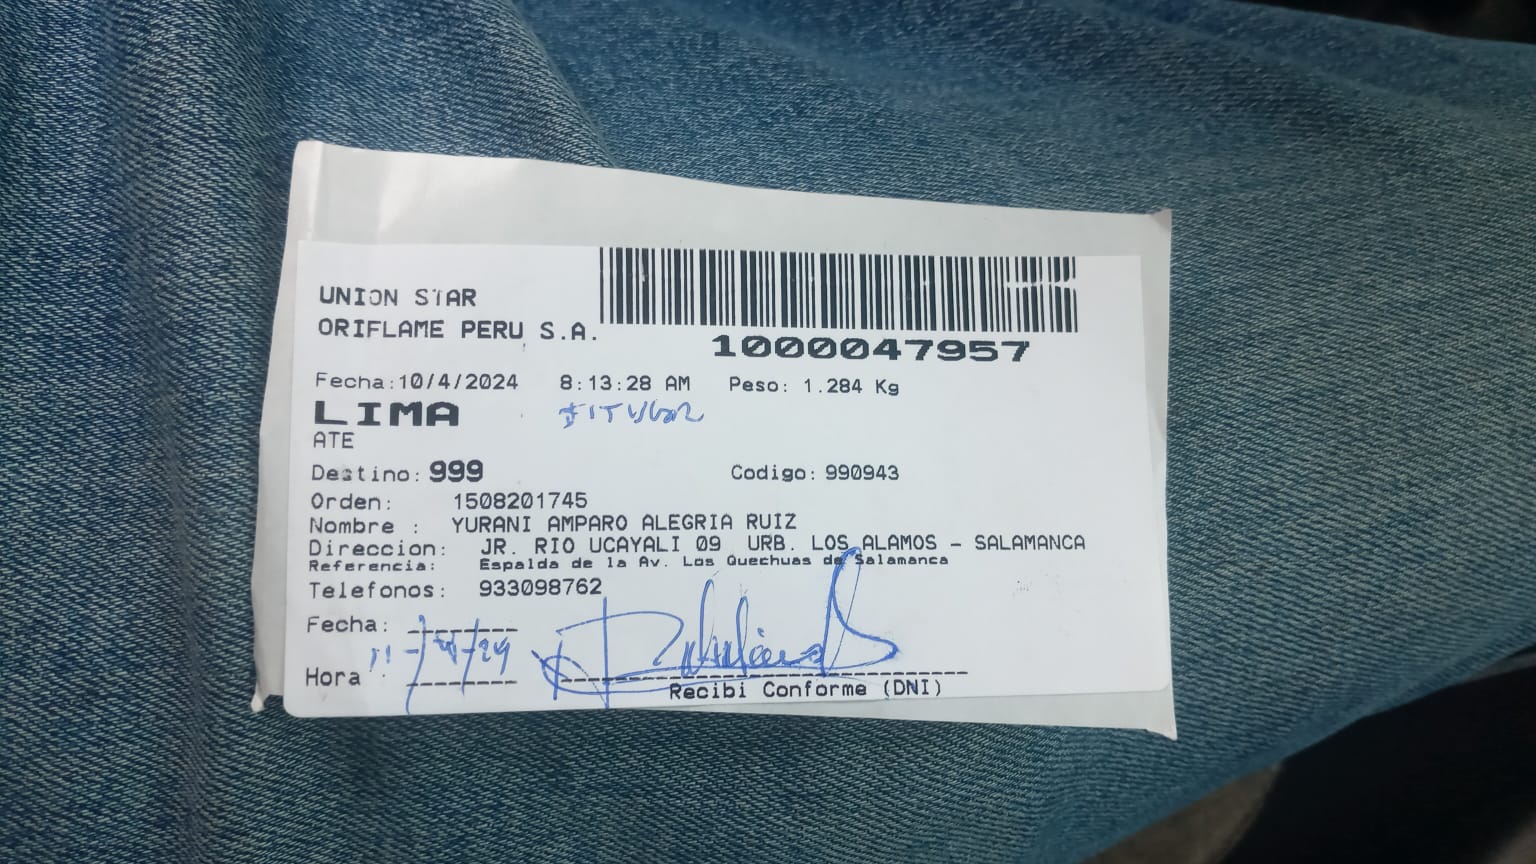 UNION STAR
ORIFLAME PERU S.A.
1000047957
Fecha:10/4/2024 8:13:28 AM Peso: 1.284 Kg
LIMA
ATE
Destino: 999 Codigo: 990943
Orden: 1508201745
Nombre : YURANI AMPARO ALEGRIA RUIZ
Direccion: JR. RIO UCAYALI 09 URB. LOS ALAMOS - SALAMANCA
Referencia: Espalda de la Av. Los Quechuas de Salamanca
Telefonos: 933098762
Fecha:
Hora :
Recibi Conforme (DNI)